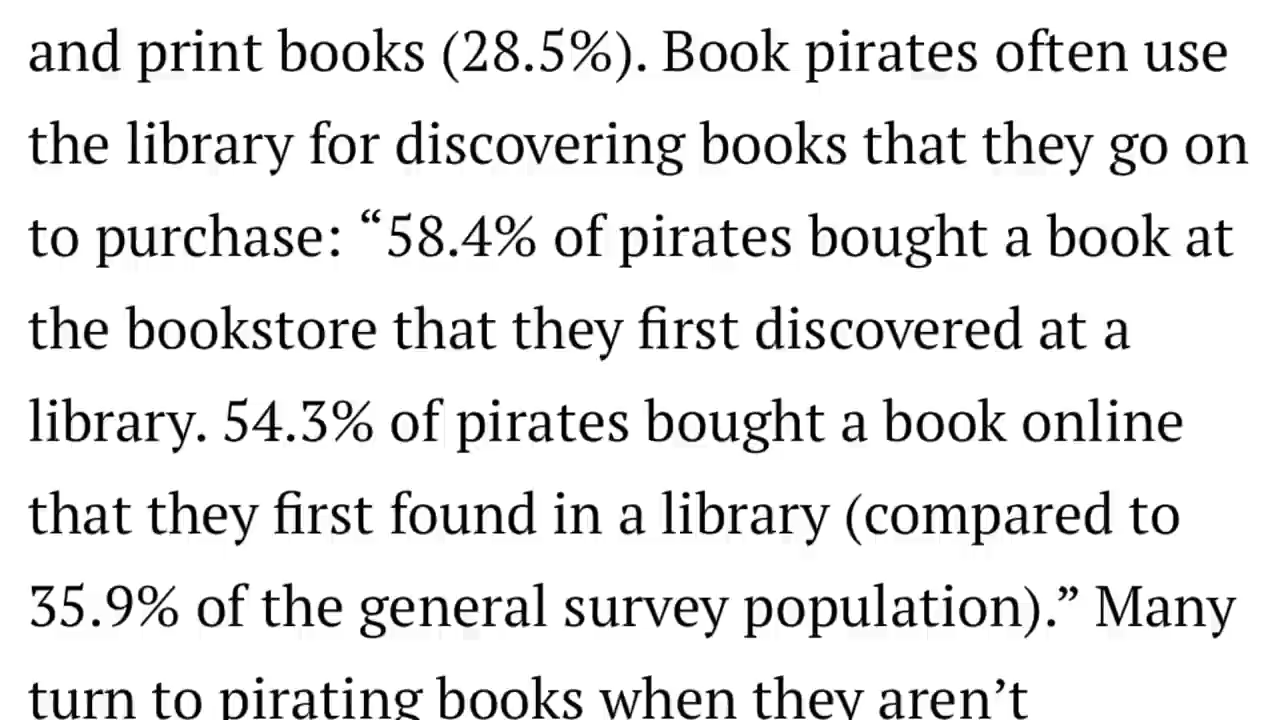 and print books (28.5%). Book pirates often use
the library for discovering books that they go on
to purchase: “58.4% of pirates bought a book at
the bookstore that they first discovered at a
library. 54.3% of pirates bought a book online
that they first found in a library (compared to
35.9% of the general survey population).” Many
turn to pirating books when they aren’t